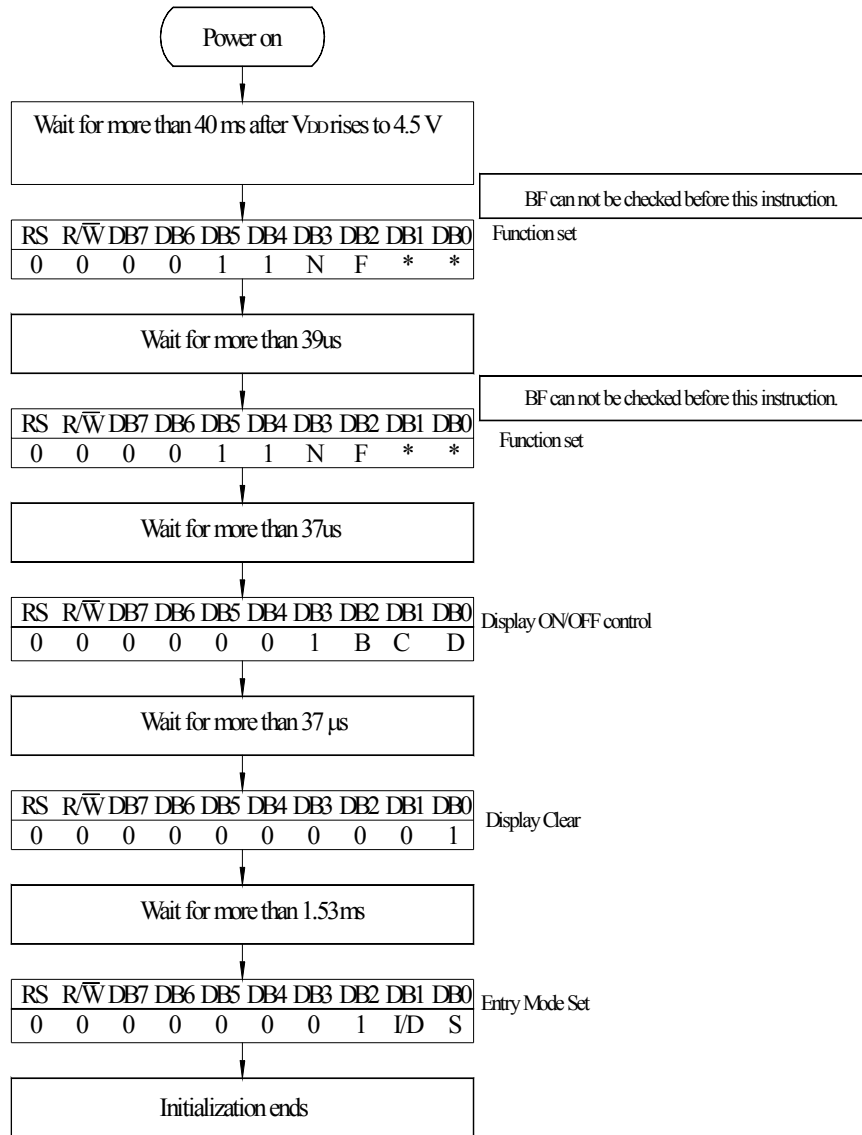 Power on
Wait for more than 40 ms after VDD rises to 4.5 V
BF can not be checked before this instruction.
RS R/W̅ DB7 DB6 DB5 DB4 DB3 DB2 DB1 DB0
Function set
0 0 0 0 1 1 N F * *
Wait for more than 39us
BF can not be checked before this instruction.
RS R/W̅ DB7 DB6 DB5 DB4 DB3 DB2 DB1 DB0
Function set
0 0 0 0 1 1 N F * *
Wait for more than 37us
RS R/W̅ DB7 DB6 DB5 DB4 DB3 DB2 DB1 DB0
Display ON/OFF control
0 0 0 0 0 0 1 B C D
Wait for more than 37 μs
RS R/W̅ DB7 DB6 DB5 DB4 DB3 DB2 DB1 DB0
Display Clear
0 0 0 0 0 0 0 0 0 1
Wait for more than 1.53ms
RS R/W̅ DB7 DB6 DB5 DB4 DB3 DB2 DB1 DB0
Entry Mode Set
0 0 0 0 0 0 0 1 I/D S
Initialization ends